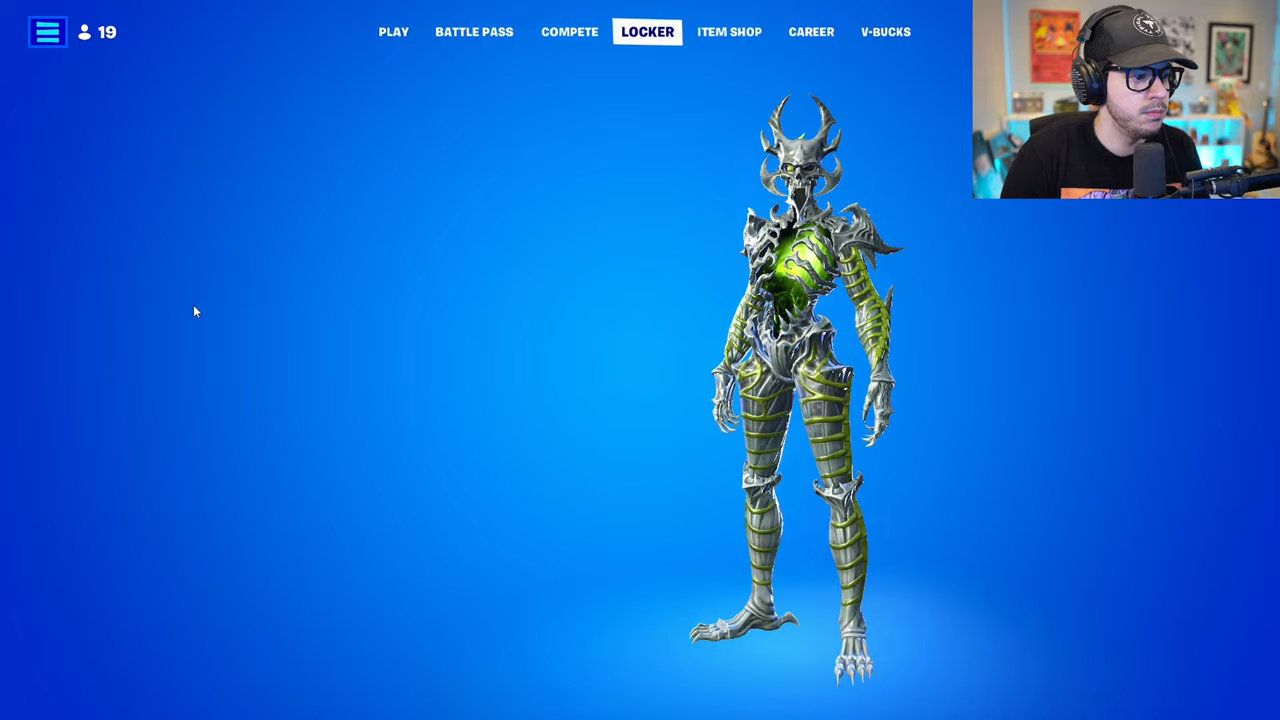 19
PLAY
BATTLE PASS
COMPETE
LOCKER
ITEM SHOP
CAREER
V-BUCKS